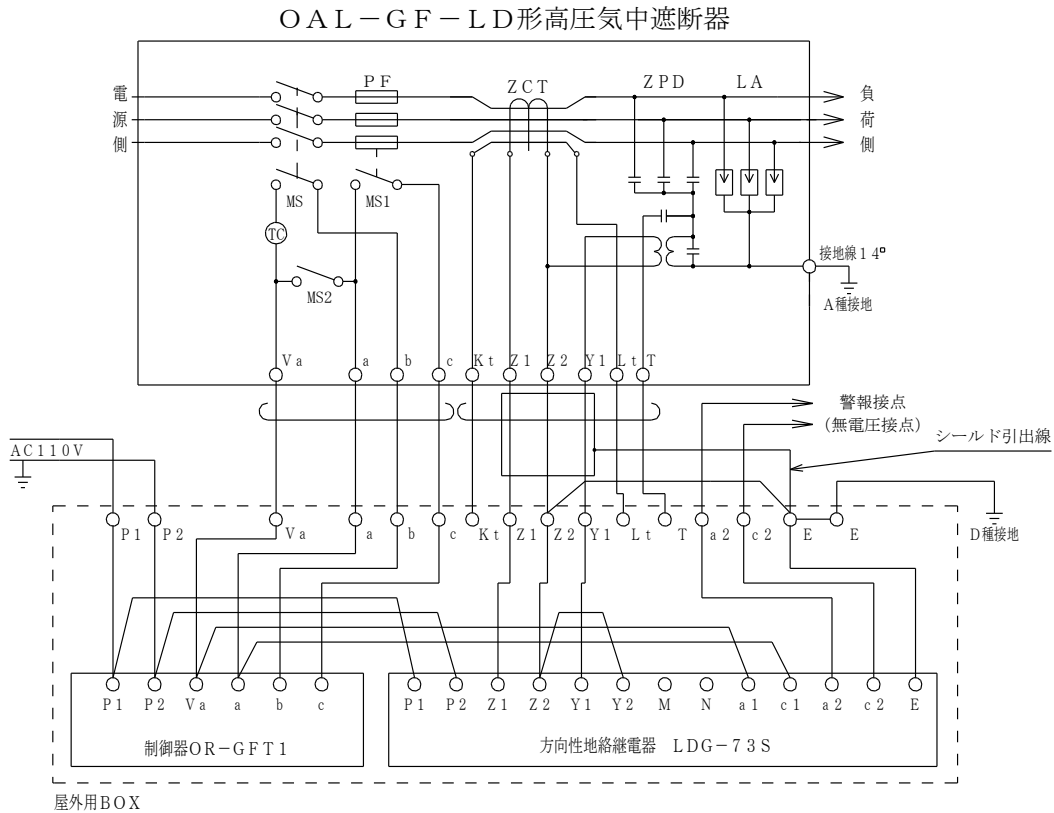 OAL－GF－LD形高圧気中遮断器
電源側
PF
ZCT
ZPD
LA
負荷側
MS
MS1
TC
MS2
接地線14□
A種接地
Va a b c Kt Z1 Z2 Y1 Lt T
警報接点
(無電圧接点)
シールド引出線
AC110V
P1 P2 Va a b c Kt Z1 Z2 Y1 Lt T a2 c2 E E
D種接地
P1 P2 Va a b c
P1 P2 Z1 Z2 Y1 Y2 M N a1 c1 a2 c2 E
制御器OR－GFT1
方向性地絡継電器 LDG－73S
屋外用BOX